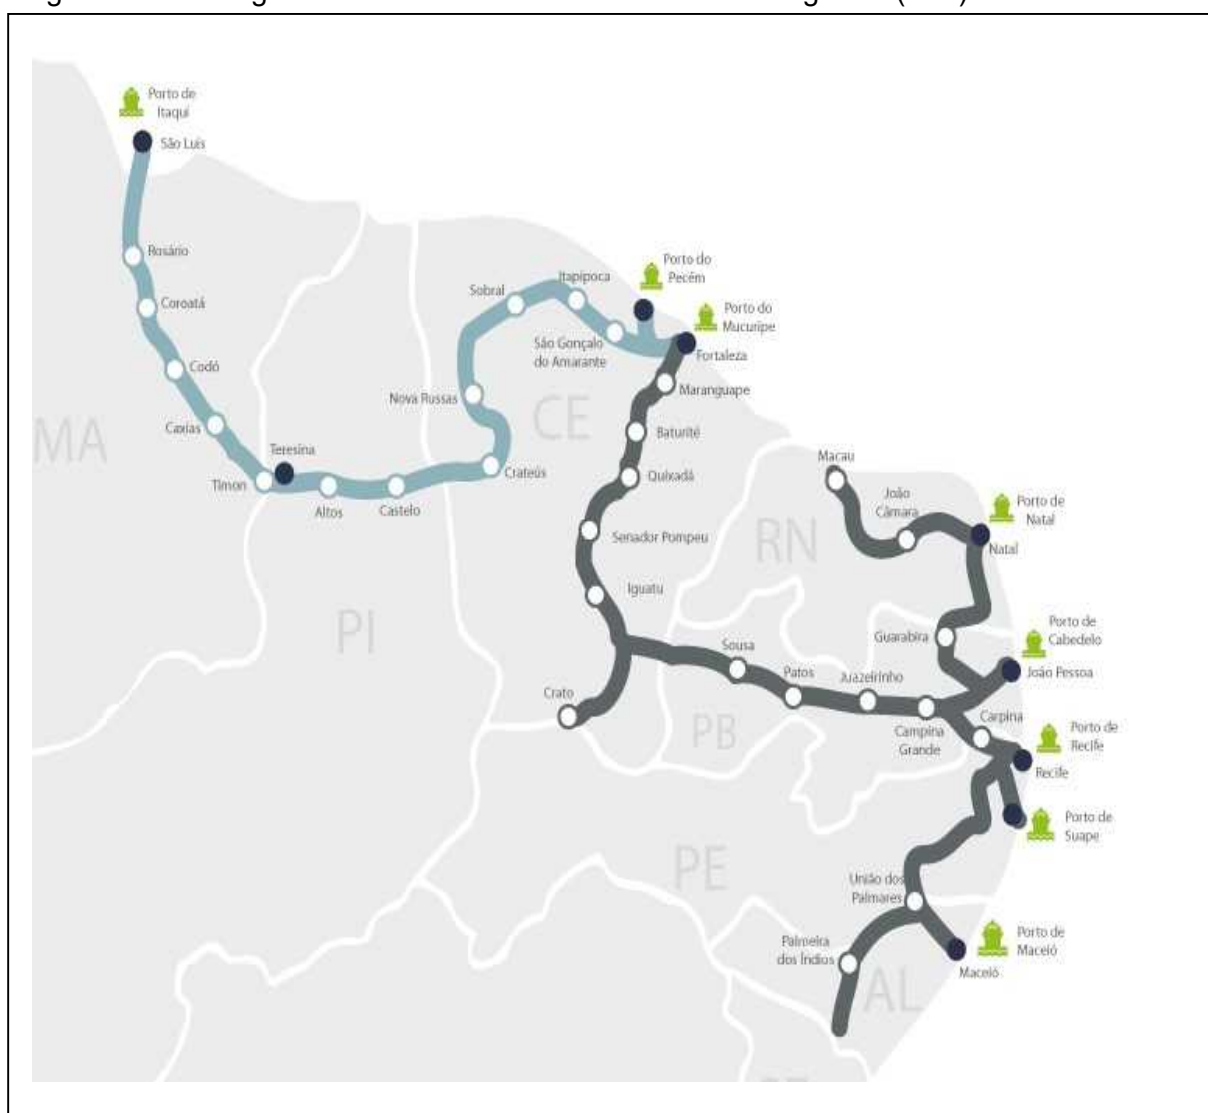 Porto de
Itaqui
São Luís
Rosário
Coroatá
Codó
Caxias
Timon
Teresina
Altos
Castelo
Crateús
Nova Russas
Sobral
Itapipoca
São Gonçalo
do Amarante
Porto do
Pecém
Porto do
Mucuripe
Fortaleza
Maranguape
Baturité
Quixadá
Senador Pompeu
Iguatu
Crato
Sousa
Patos
Juazeirinho
Campina
Grande
Macau
João
Câmara
Porto de
Natal
Natal
Guarabira
Porto de
Cabedelo
João Pessoa
Carpina
Porto de
Recife
Recife
Porto de
Suape
União dos
Palmares
Palmeira
dos Índios
Porto de
Maceió
Maceió
MA
PI
CE
RN
PB
PE
AL